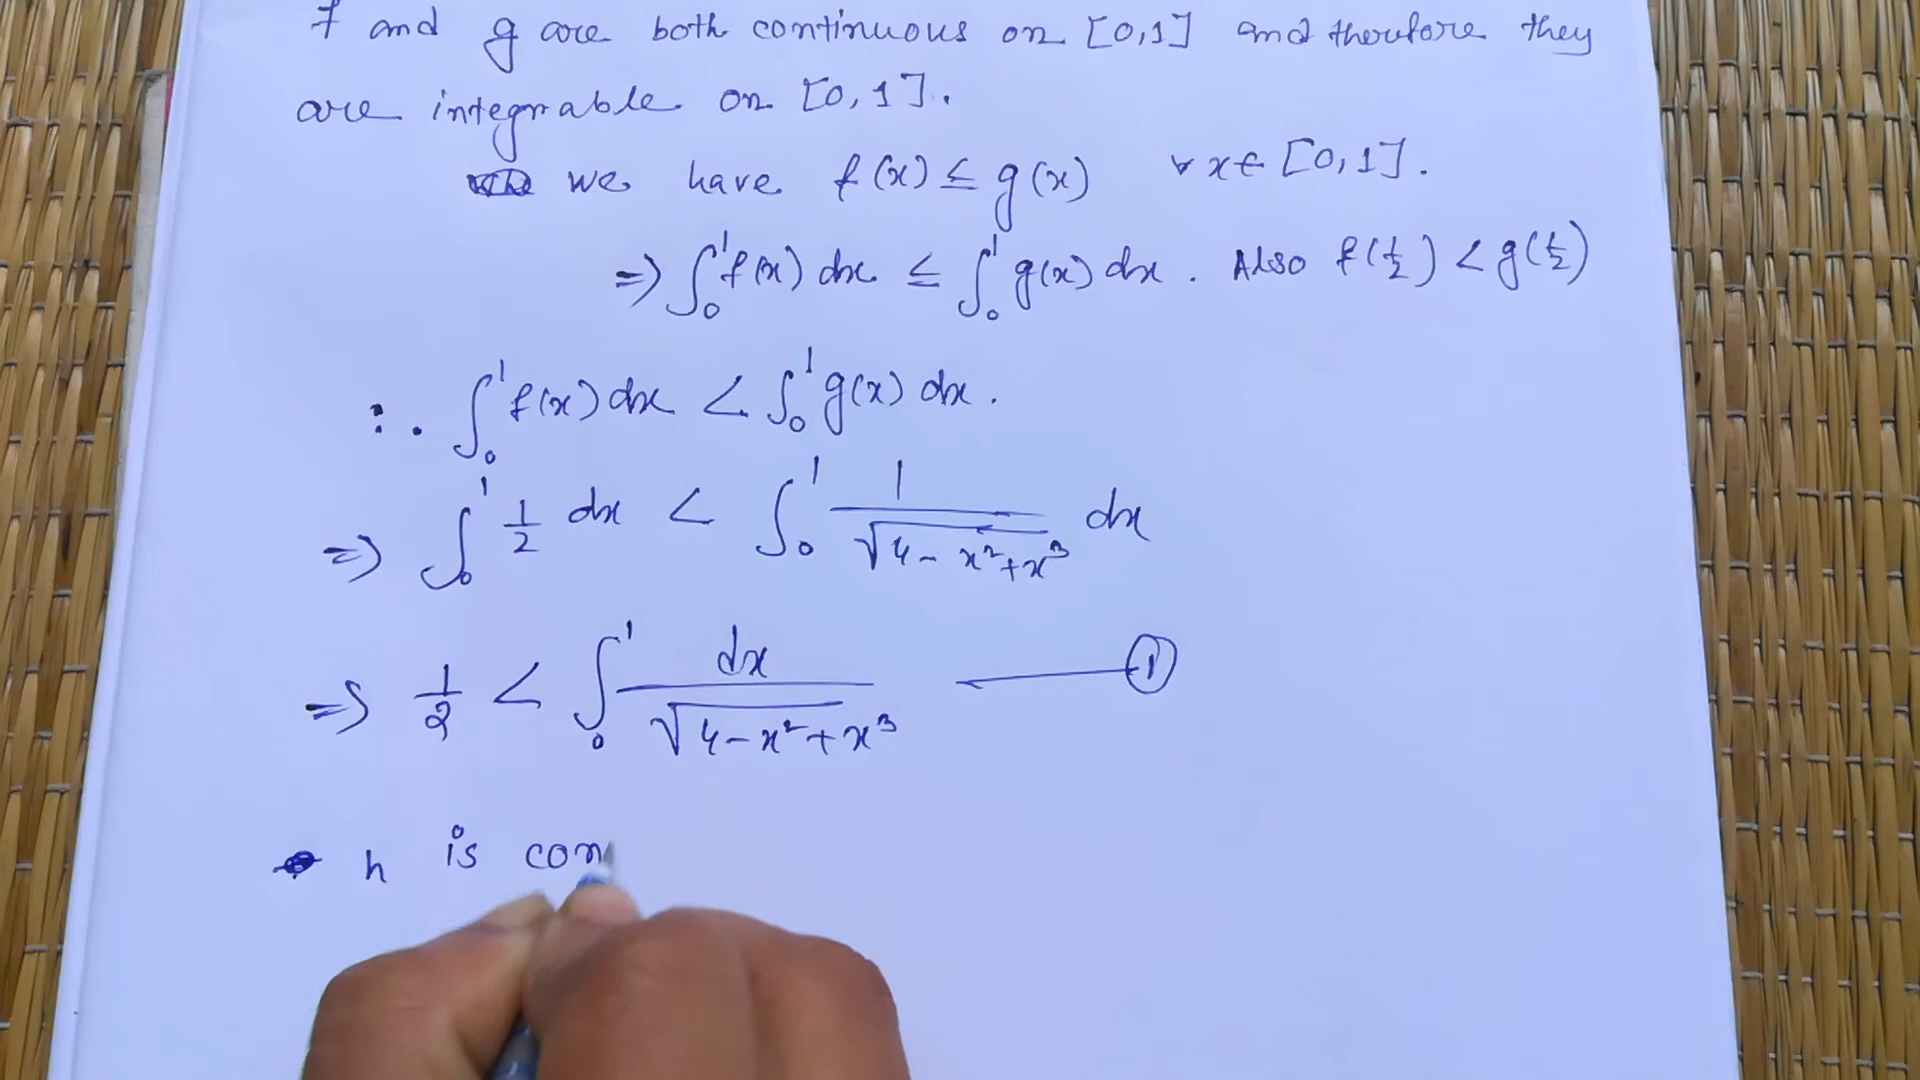 f and g are both continuous on [0,1] and therefore they
are integrable on [0,1].
we have f(x) ≤ g(x) ∀ x ∈ [0,1].
=> ∫₀¹ f(x) dx ≤ ∫₀¹ g(x) dx. Also f(1/2) < g(1/2)
∴ ∫₀¹ f(x) dx < ∫₀¹ g(x) dx.
=> ∫₀¹ 1/2 dx < ∫₀¹ 1/√(4-x²+x³) dx
=> 1/2 < ∫₀¹ dx/√(4-x²+x³) ——— ①
h is con